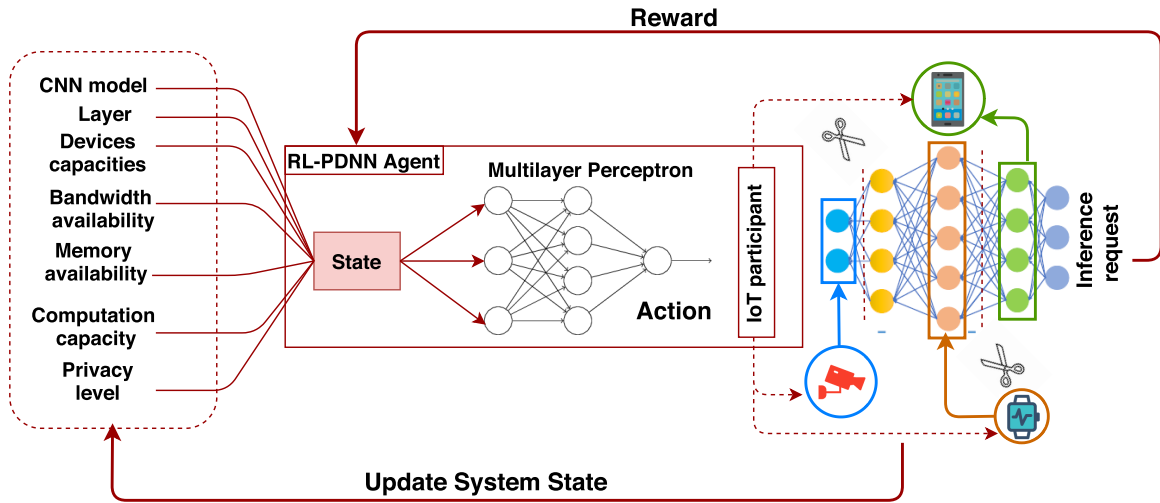 Reward
CNN model
Layer
Devices
capacities
Bandwidth
availability
Memory
availability
Computation
capacity
Privacy
level
RL-PDNN Agent
Multilayer Perceptron
State
Action
IoT participant
Inference
request
Update System State